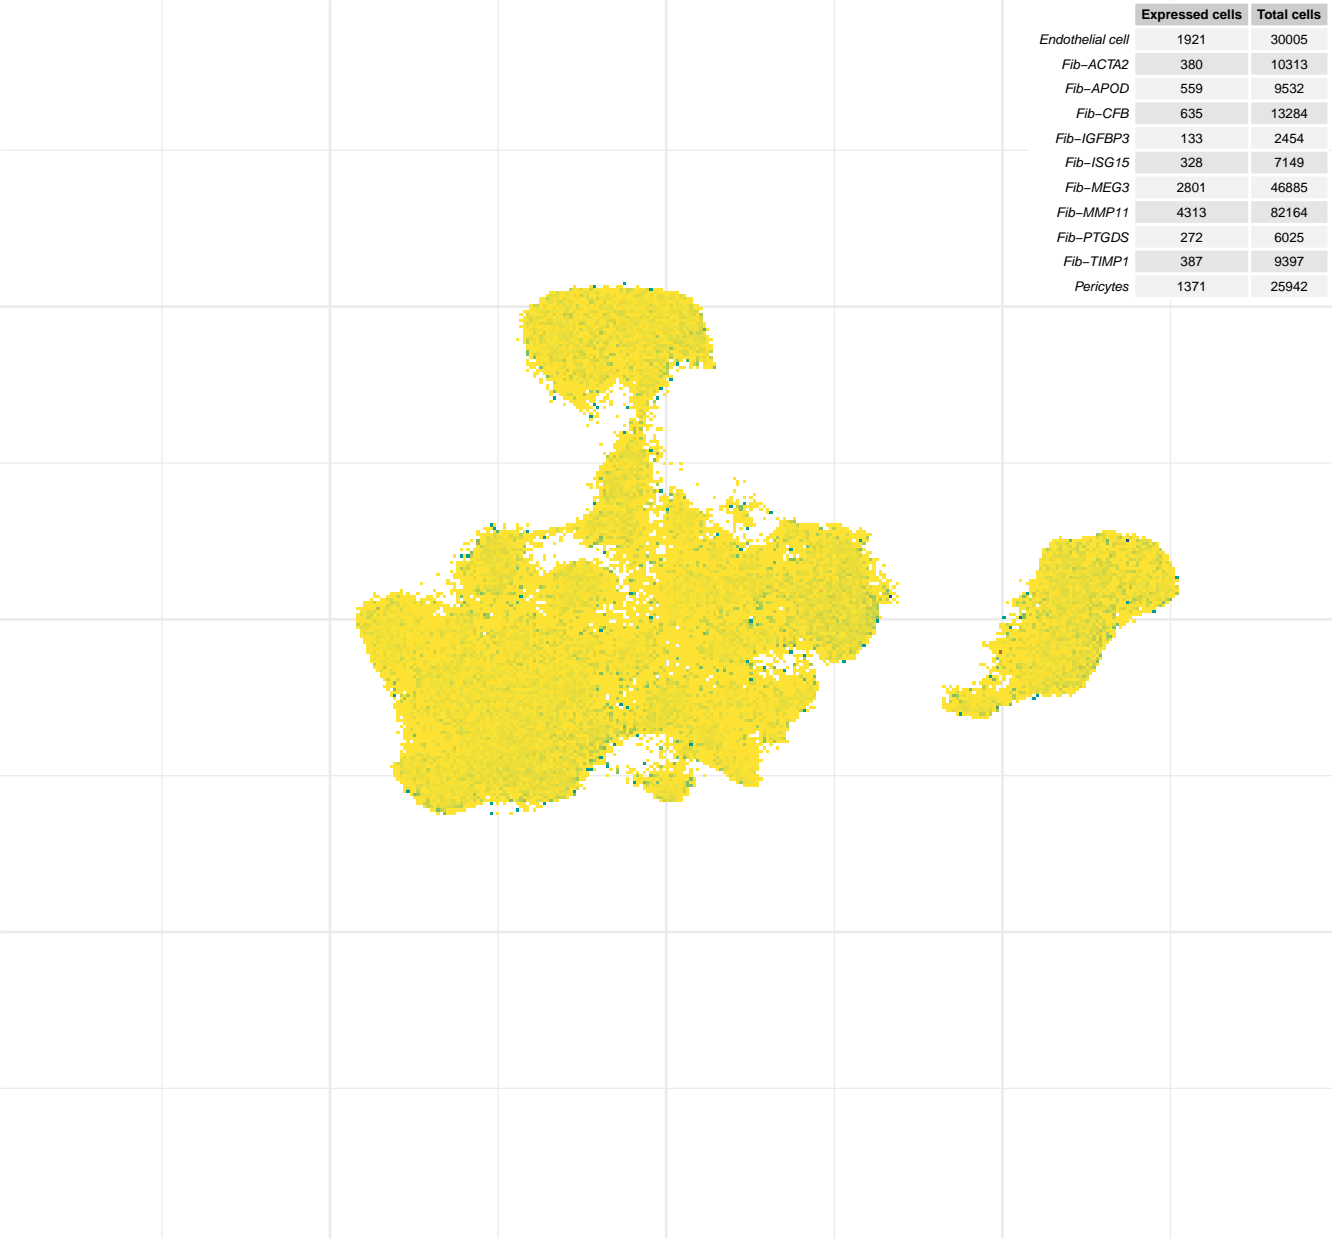 Expressed cells Total cells
Endothelial cell 1921 30005
Fib−ACTA2 380 10313
Fib−APOD 559 9532
Fib−CFB 635 13284
Fib−IGFBP3 133 2454
Fib−ISG15 328 7149
Fib−MEG3 2801 46885
Fib−MMP11 4313 82164
Fib−PTGDS 272 6025
Fib−TIMP1 387 9397
Pericytes 1371 25942